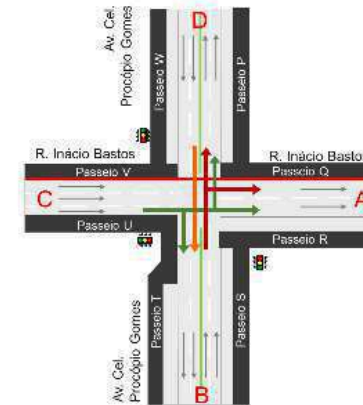 D
Av. Cel.
Procópio Gomes
Passeio W
Passeio P
R. Inácio Bastos
R. Inácio Bastos
Passeio V
Passeio Q
C
A
Passeio U
Passeio R
Av. Cel.
Procópio Gomes
Passeio T
Passeio S
B